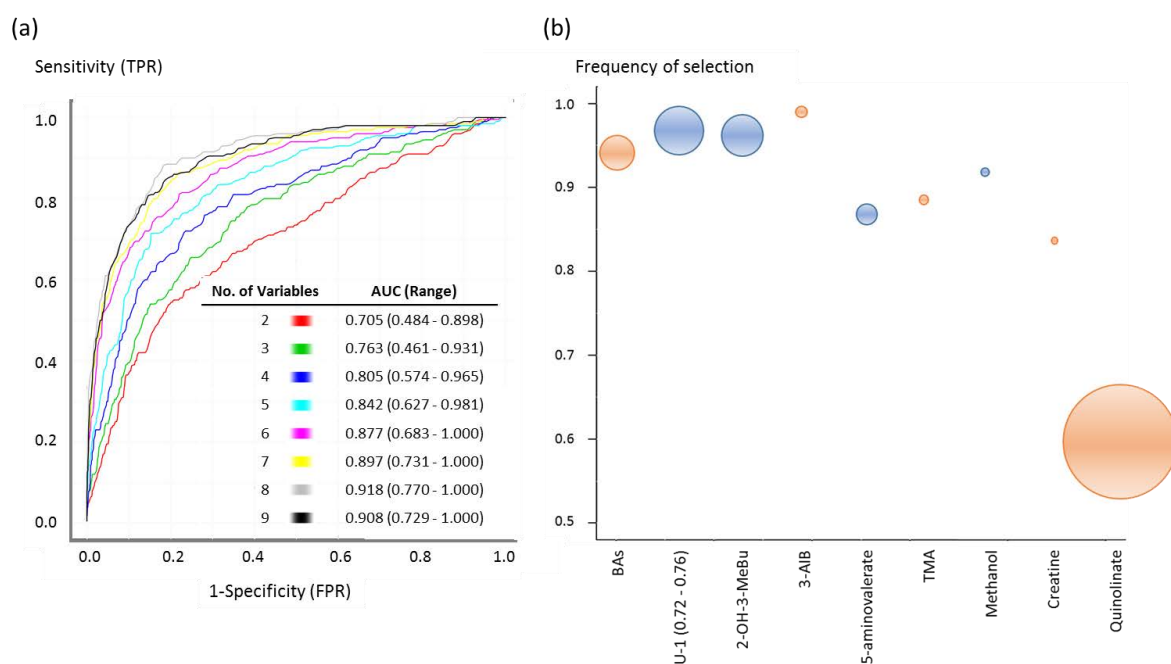 (a)
Sensitivity (TPR)
1.0
0.8
0.6
0.4
0.2
0.0
0.0 0.2 0.4 0.6 0.8 1.0
1-Specificity (FPR)
No. of Variables AUC (Range)
2 0.705 (0.484 - 0.898)
3 0.763 (0.461 - 0.931)
4 0.805 (0.574 - 0.965)
5 0.842 (0.627 - 0.981)
6 0.877 (0.683 - 1.000)
7 0.897 (0.731 - 1.000)
8 0.918 (0.770 - 1.000)
9 0.908 (0.729 - 1.000)
(b)
Frequency of selection
1.0
0.9
0.8
0.7
0.6
0.5
BAs
U-1 (0.72 - 0.76)
2-OH-3-MeBu
3-AIB
5-aminovalerate
TMA
Methanol
Creatine
Quinolinate